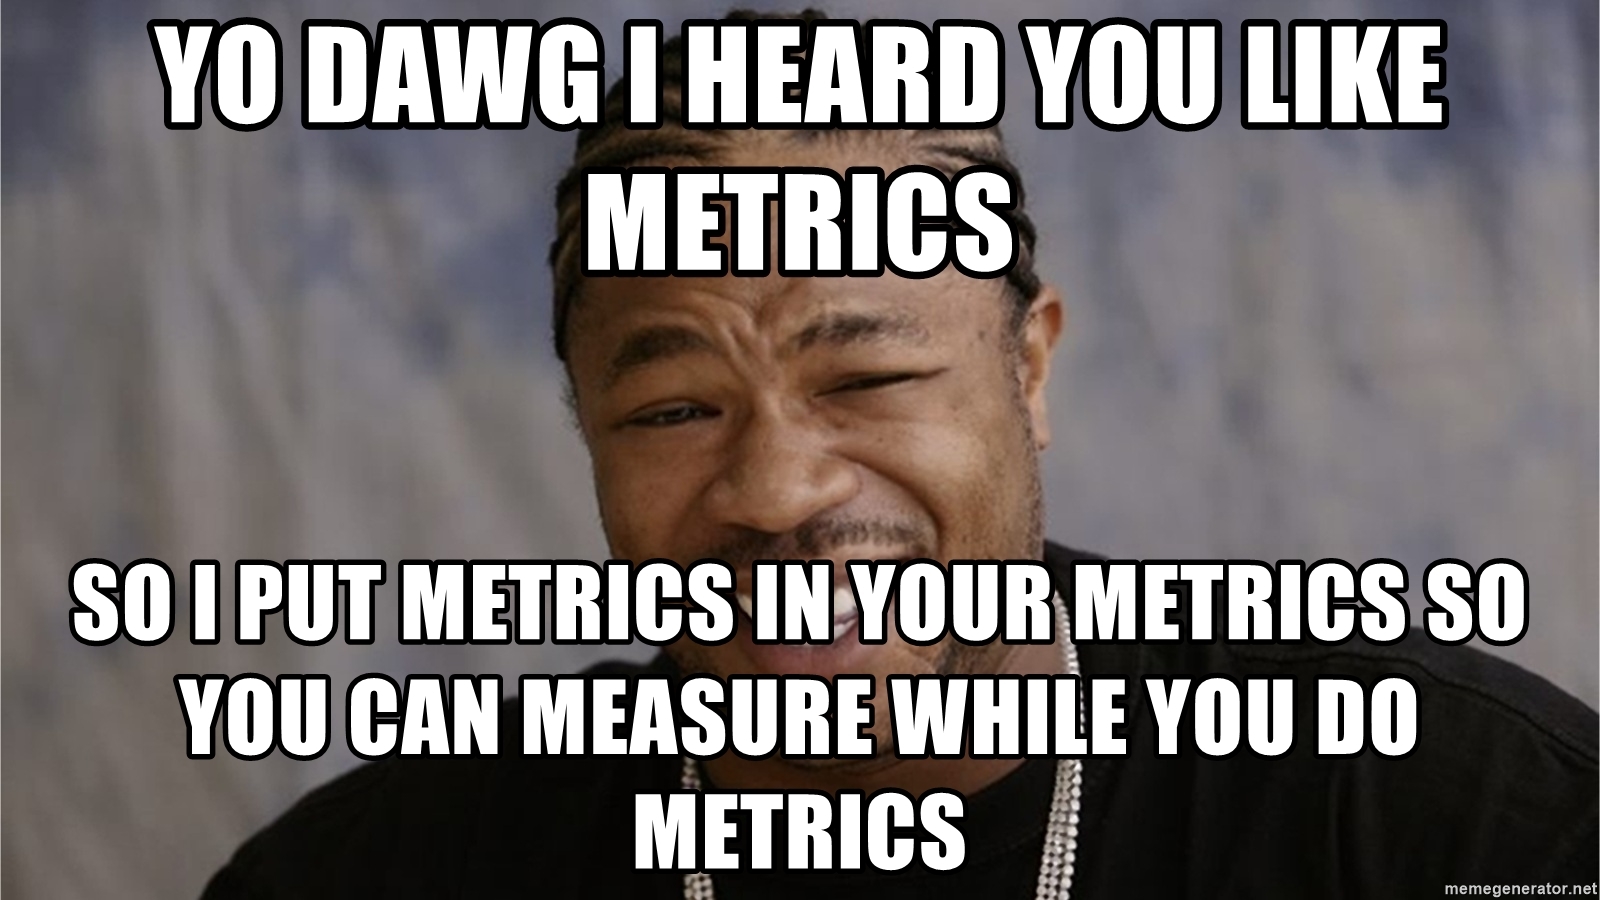 YO DAWG I HEARD YOU LIKE
METRICS
SO I PUT METRICS IN YOUR METRICS SO
YOU CAN MEASURE WHILE YOU DO
METRICS
memegenerator.net